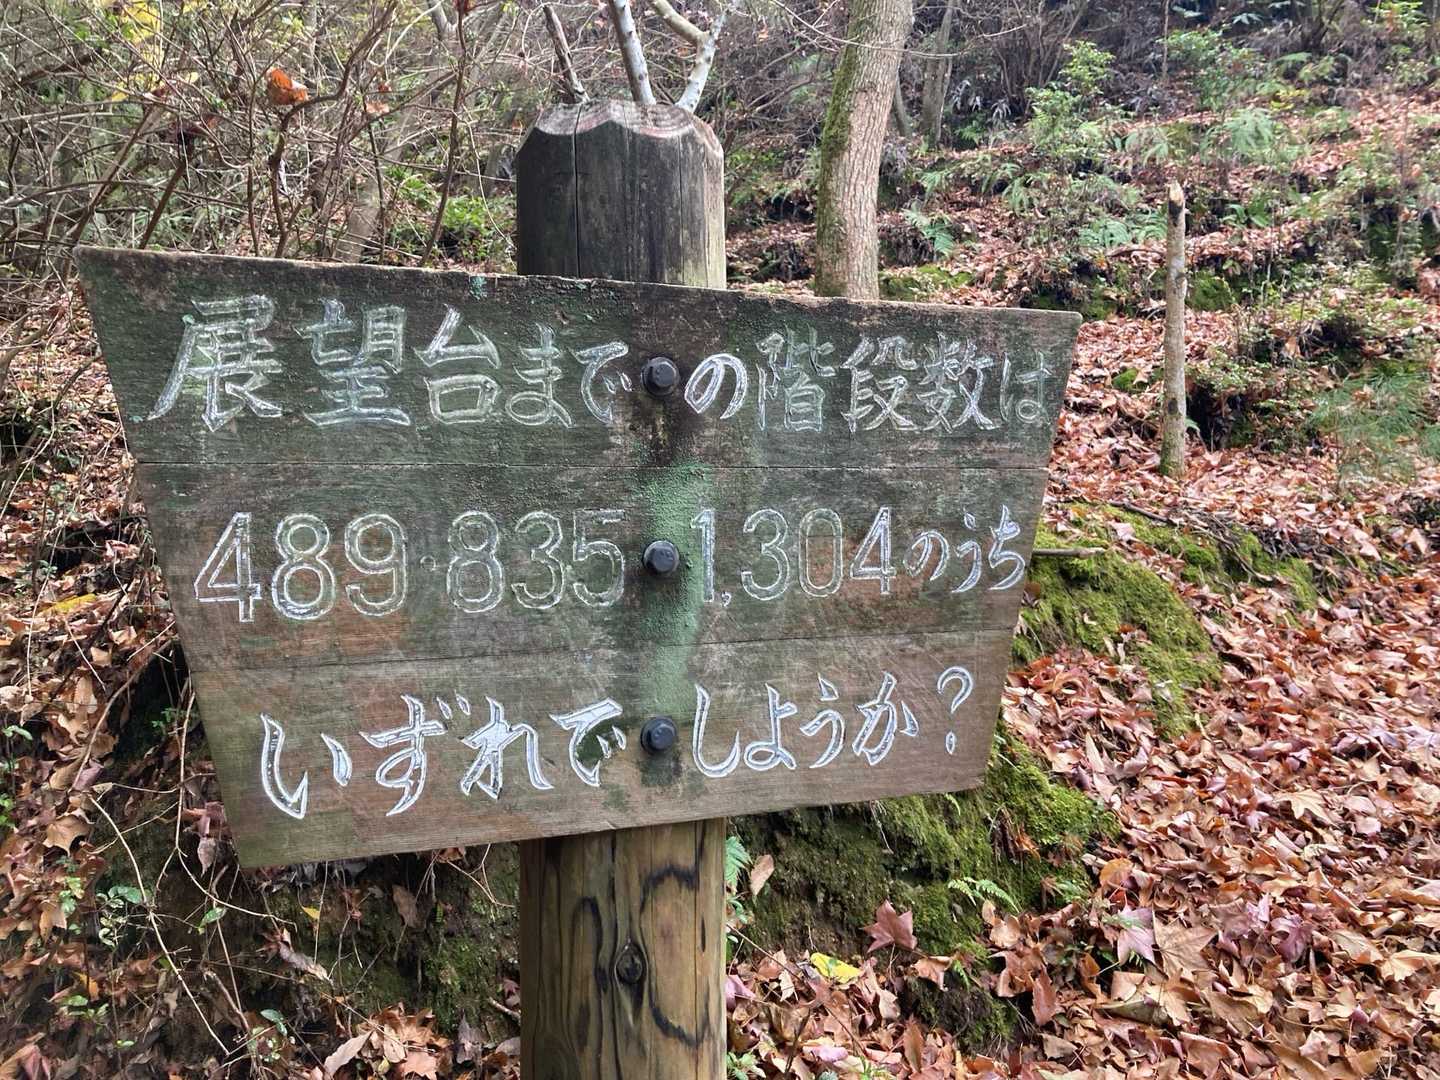 展望台までの階段数は
489・835 1,304のうち
いずれでしょうか?